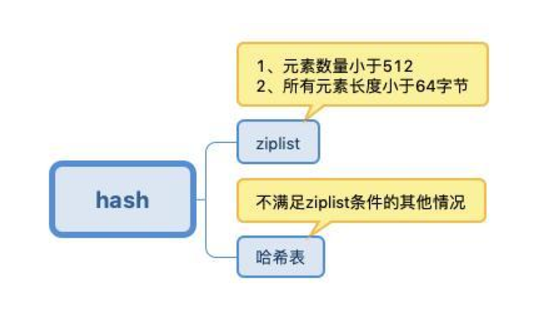 1、元素数量小于512
2、所有元素长度小于64字节
ziplist
hash
不满足ziplist条件的其他情况
哈希表